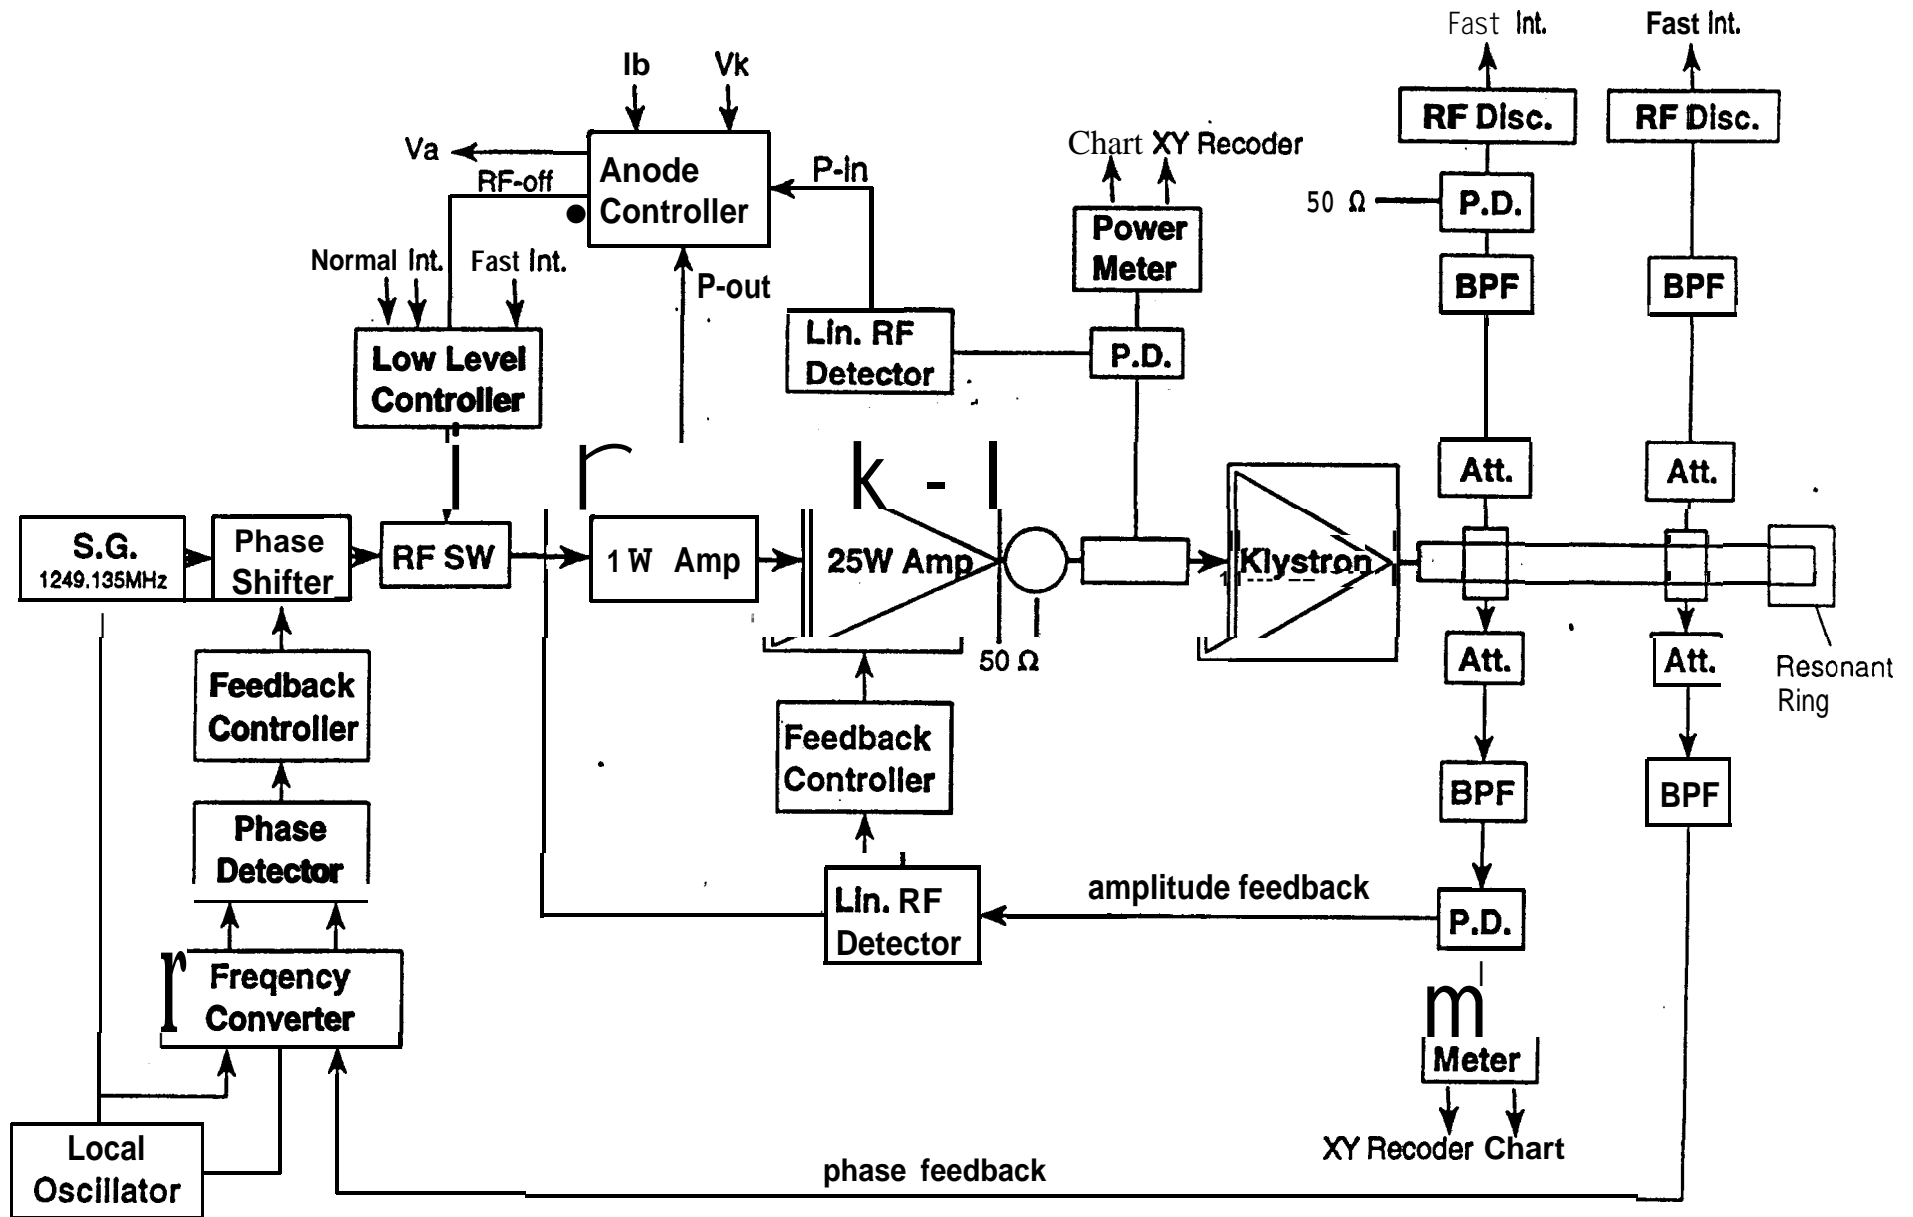 Fast Int.
Fast Int.
Ib
Vk
RF Disc.
RF Disc.
Va
Chart XY Recoder
RF-off
Anode
Controller
P-In
50 Ω
P.D.
Power
Meter
Normal Int.
Fast Int.
P-out
BPF
BPF
Low Level
Controller
Lin. RF
Detector
P.D.
Att.
Att.
k - l
S.G.
1249.135MHz
Phase
Shifter
RF SW
1 W Amp
25W Amp
Klystron
50 Ω
Att.
Att.
Resonant
Ring
Feedback
Controller
Feedback
Controller
BPF
BPF
Phase
Detector
amplitude feedback
Lin. RF
Detector
P.D.
r
Freqency
Converter
m
Meter
XY Recoder Chart
Local
Oscillator
phase feedback